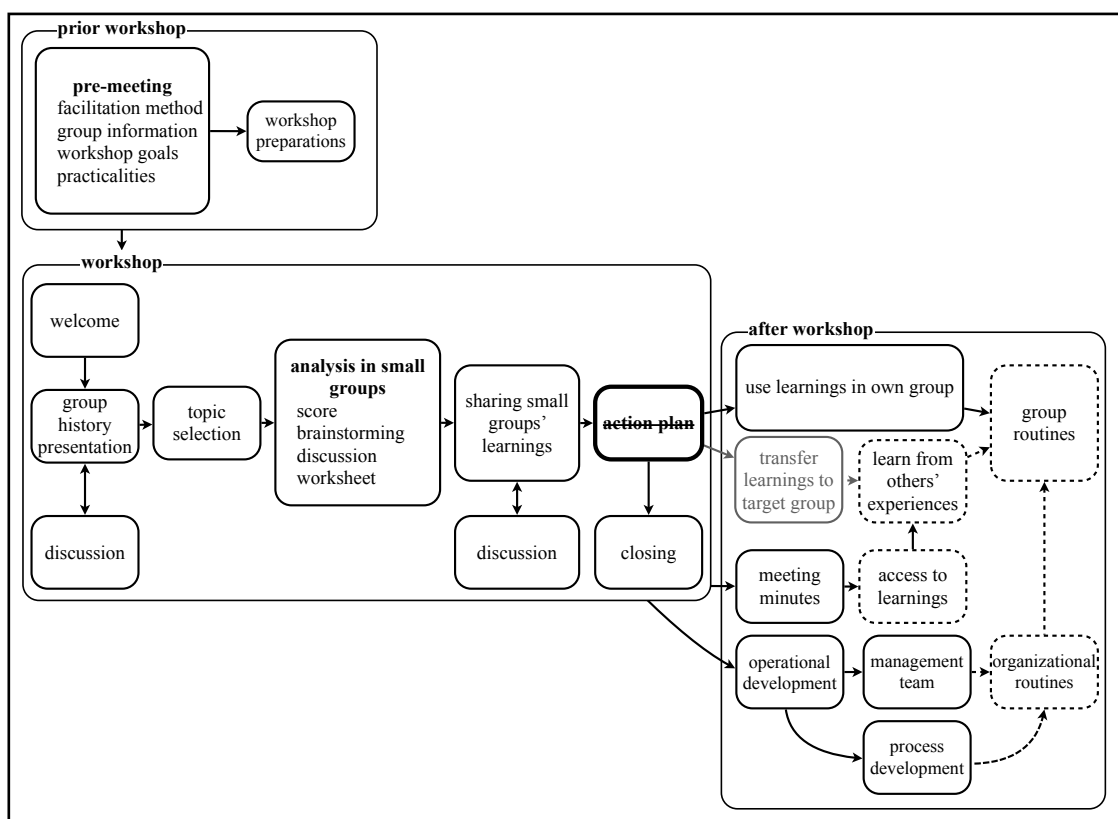 prior workshop
pre-meeting
facilitation method
group information
workshop goals
practicalities
workshop
preparations
workshop
welcome
group
history
presentation
discussion
topic
selection
analysis in small
groups
score
brainstorming
discussion
worksheet
sharing small
groups’
learnings
discussion
action plan
closing
after workshop
use learnings in own group
group
routines
transfer
learnings to
target group
learn from
others’
experiences
meeting
minutes
access to
learnings
operational
development
management
team
organizational
routines
process
development